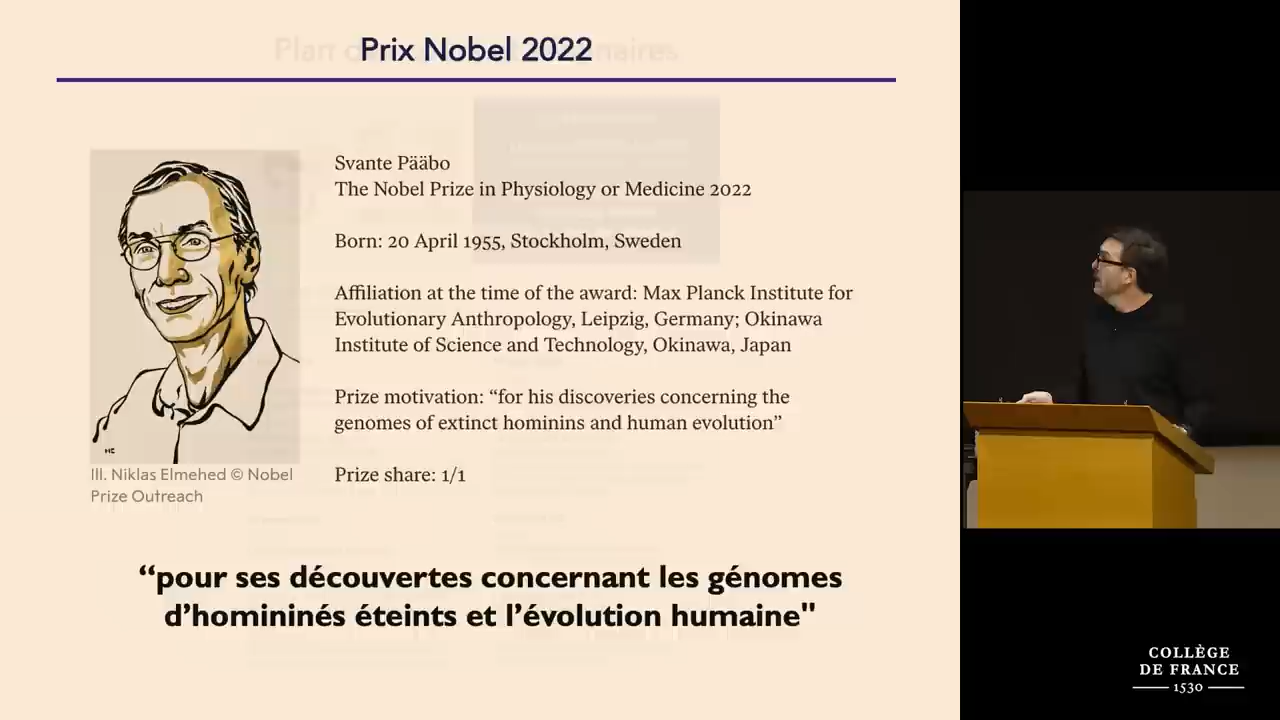 Prix Nobel 2022
Svante Pääbo
The Nobel Prize in Physiology or Medicine 2022
Born: 20 April 1955, Stockholm, Sweden
Affiliation at the time of the award: Max Planck Institute for
Evolutionary Anthropology, Leipzig, Germany; Okinawa
Institute of Science and Technology, Okinawa, Japan
Prize motivation: “for his discoveries concerning the
genomes of extinct hominins and human evolution”
Prize share: 1/1
Ill. Niklas Elmehed © Nobel
Prize Outreach
“pour ses découvertes concernant les génomes
d’homininés éteints et l’évolution humaine"
COLLÈGE
DE FRANCE
1530